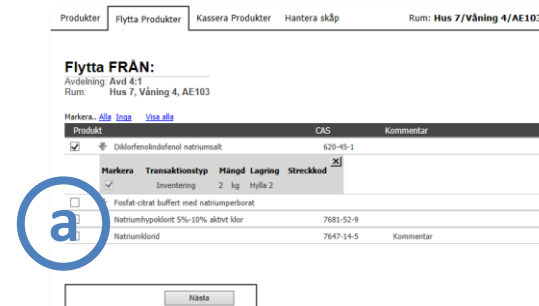 Produkter Flytta Produkter Kassera Produkter Hantera skåp Rum: Hus 7/Våning 4/AE103
Flytta FRÅN:
Avdelning: Avd 4:1
Rum: Hus 7, Våning 4, AE103
Markera.. Alla Inga Visa alla
Produkt CAS Kommentar
Diklorfenolindofenol natriumsalt 620-45-1
X
Markera Transaktionstyp Mängd Lagring Streckkod
Inventering 2 kg Hylla 2
Fosfat-citrat buffert med natriumperborat
Natriumhypoklorit 5%-10% aktivt klor 7681-52-9
Natriumklorid 7647-14-5 Kommentar
a
Nästa